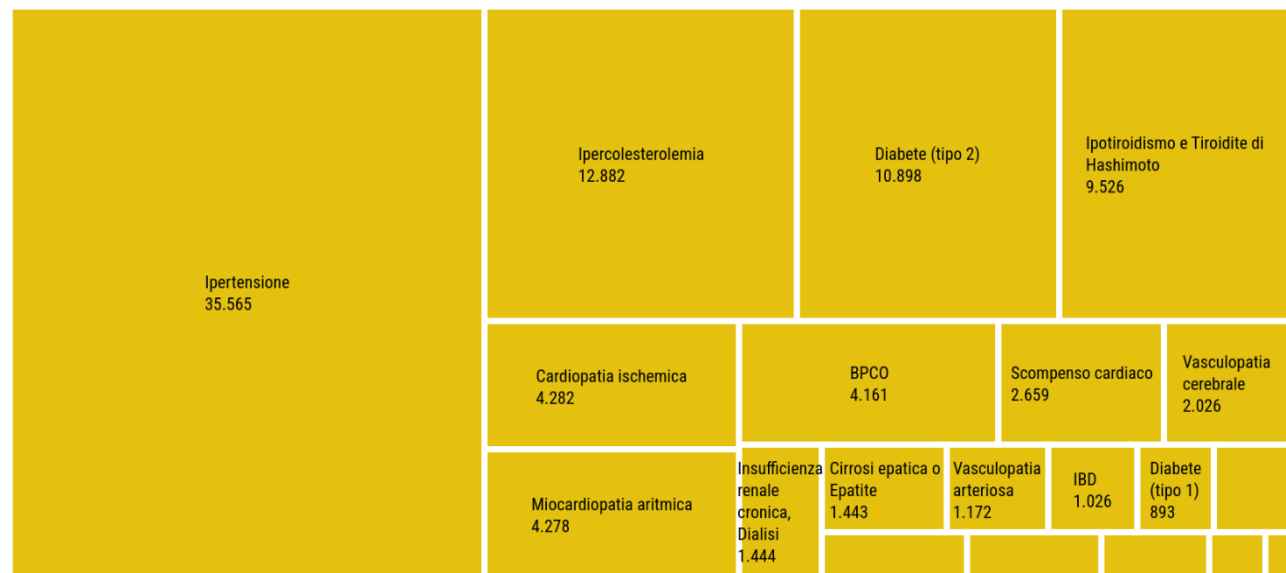 Ipertensione
35.565
Ipercolesterolemia
12.882
Diabete (tipo 2)
10.898
Ipotiroidismo e Tiroidite di
Hashimoto
9.526
Cardiopatia ischemica
4.282
BPCO
4.161
Scompenso cardiaco
2.659
Vasculopatia
cerebrale
2.026
Miocardiopatia aritmica
4.278
Insufficienza
renale
cronica,
Dialisi
1.444
Cirrosi epatica o
Epatite
1.443
Vasculopatia
arteriosa
1.172
IBD
1.026
Diabete
(tipo 1)
893